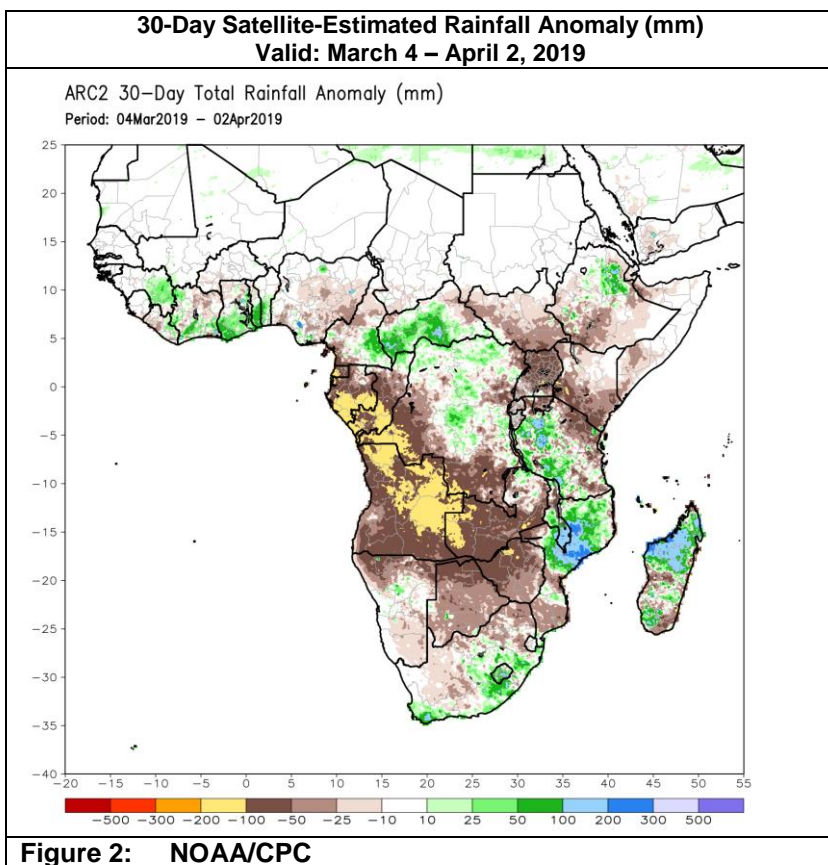 30-Day Satellite-Estimated Rainfall Anomaly (mm)
Valid: March 4 – April 2, 2019
ARC2 30-Day Total Rainfall Anomaly (mm)
Period: 04Mar2019 – 02Apr2019
25
20
15
10
5
0
-5
-10
-15
-20
-25
-30
-35
-40
-20 -15 -10 -5 0 5 10 15 20 25 30 35 40 45 50 55
-500 -300 -200 -100 -50 -25 -10 10 25 50 100 200 300 500
Figure 2: NOAA/CPC